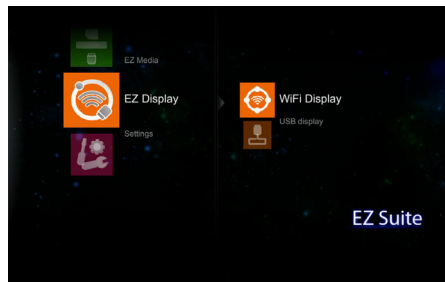 EZ Media
EZ Display
Settings
WiFi Display
USB display
EZ Suite